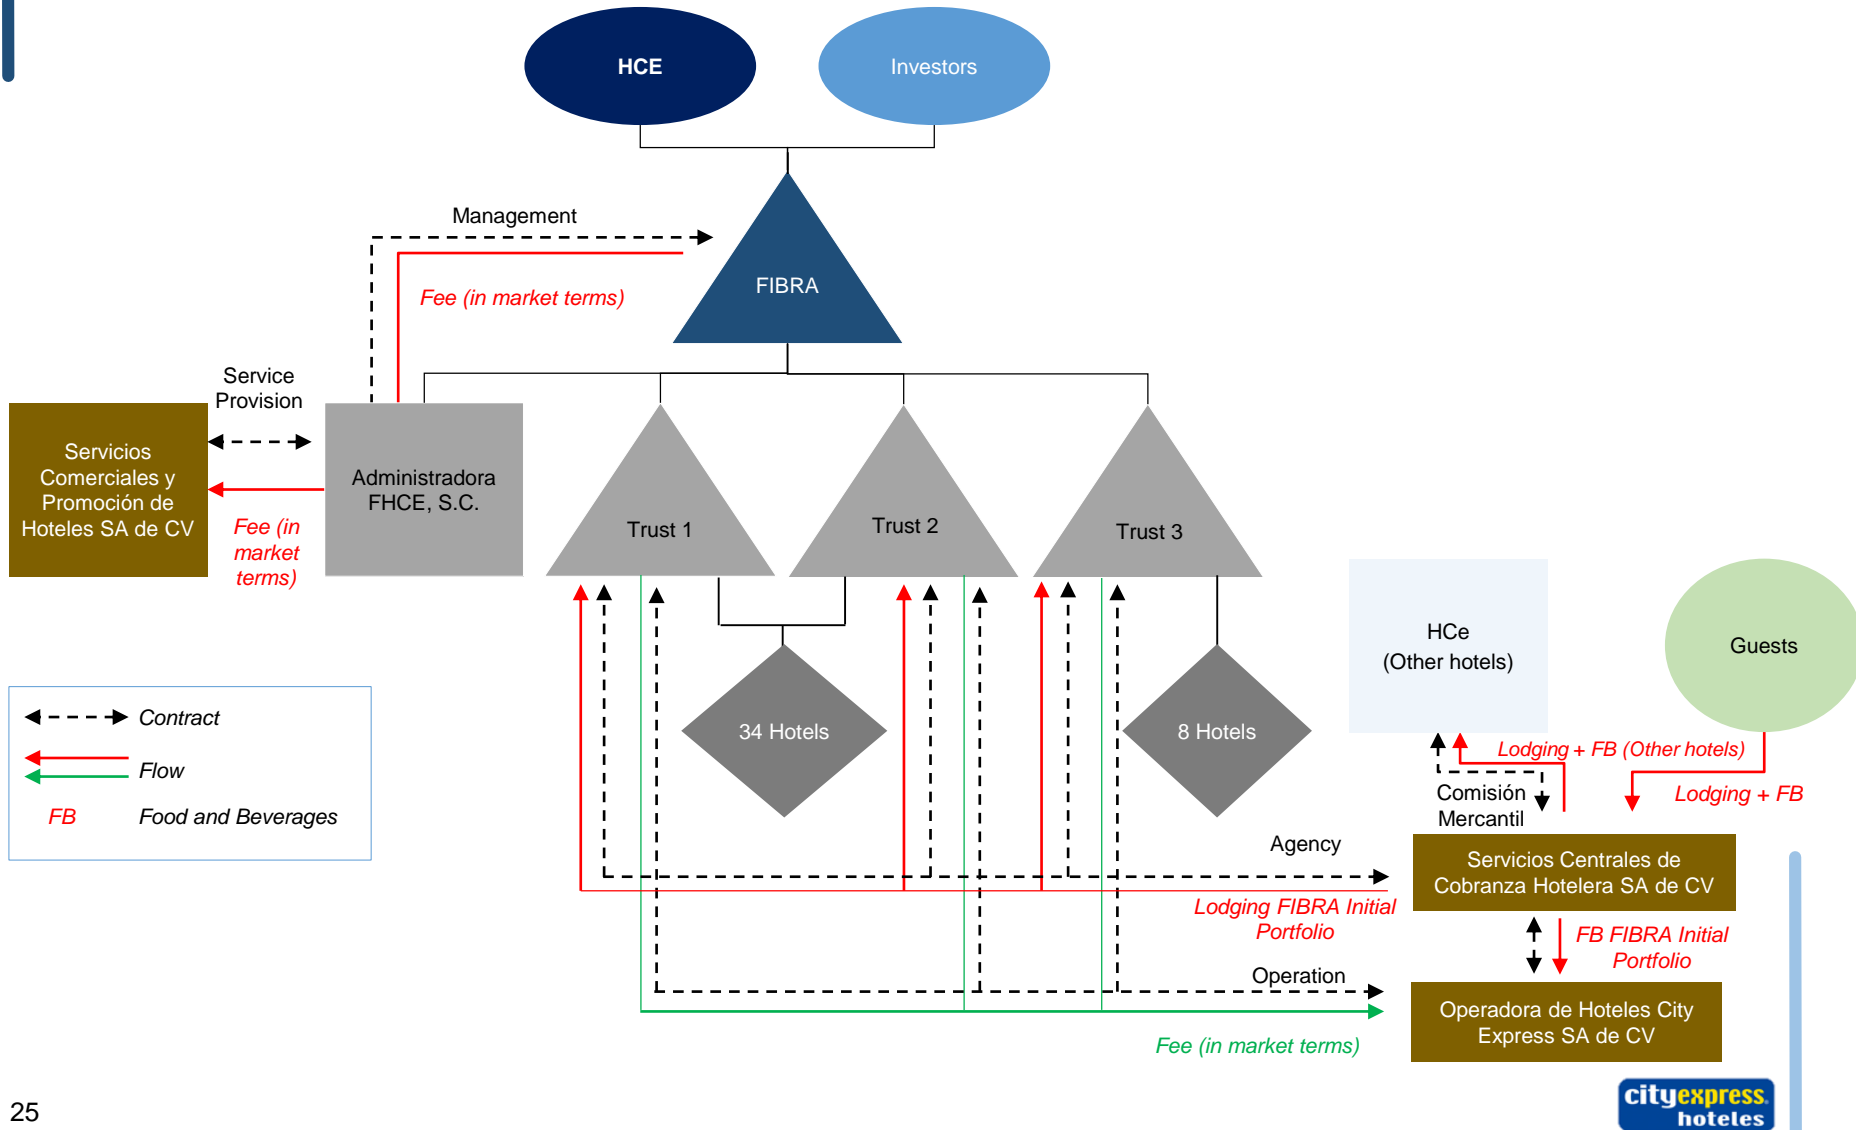 HCE
Investors
Management
FIBRA
Fee (in market terms)
Service
Provision
Servicios
Comerciales y
Promoción de
Hoteles SA de CV
Administradora
FHCE, S.C.
Fee (in
market
terms)
Trust 1
Trust 2
Trust 3
HCe
(Other hotels)
Guests
Contract
Flow
FB
Food and Beverages
34 Hotels
8 Hotels
Lodging + FB (Other hotels)
Lodging + FB
Comisión
Mercantil
Agency
Servicios Centrales de
Cobranza Hotelera SA de CV
Lodging FIBRA Initial
Portfolio
FB FIBRA Initial
Portfolio
Operation
Operadora de Hoteles City
Express SA de CV
Fee (in market terms)
25
cityexpress.
hoteles